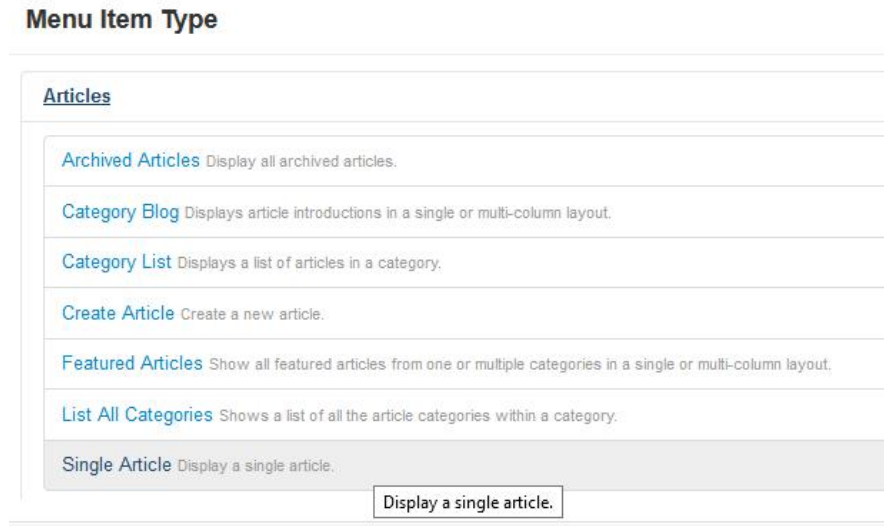 Menu Item Type
Articles
Archived Articles Display all archived articles.
Category Blog Displays article introductions in a single or multi-column layout.
Category List Displays a list of articles in a category.
Create Article Create a new article.
Featured Articles Show all featured articles from one or multiple categories in a single or multi-column layout.
List All Categories Shows a list of all the article categories within a category.
Single Article Display a single article.
Display a single article.